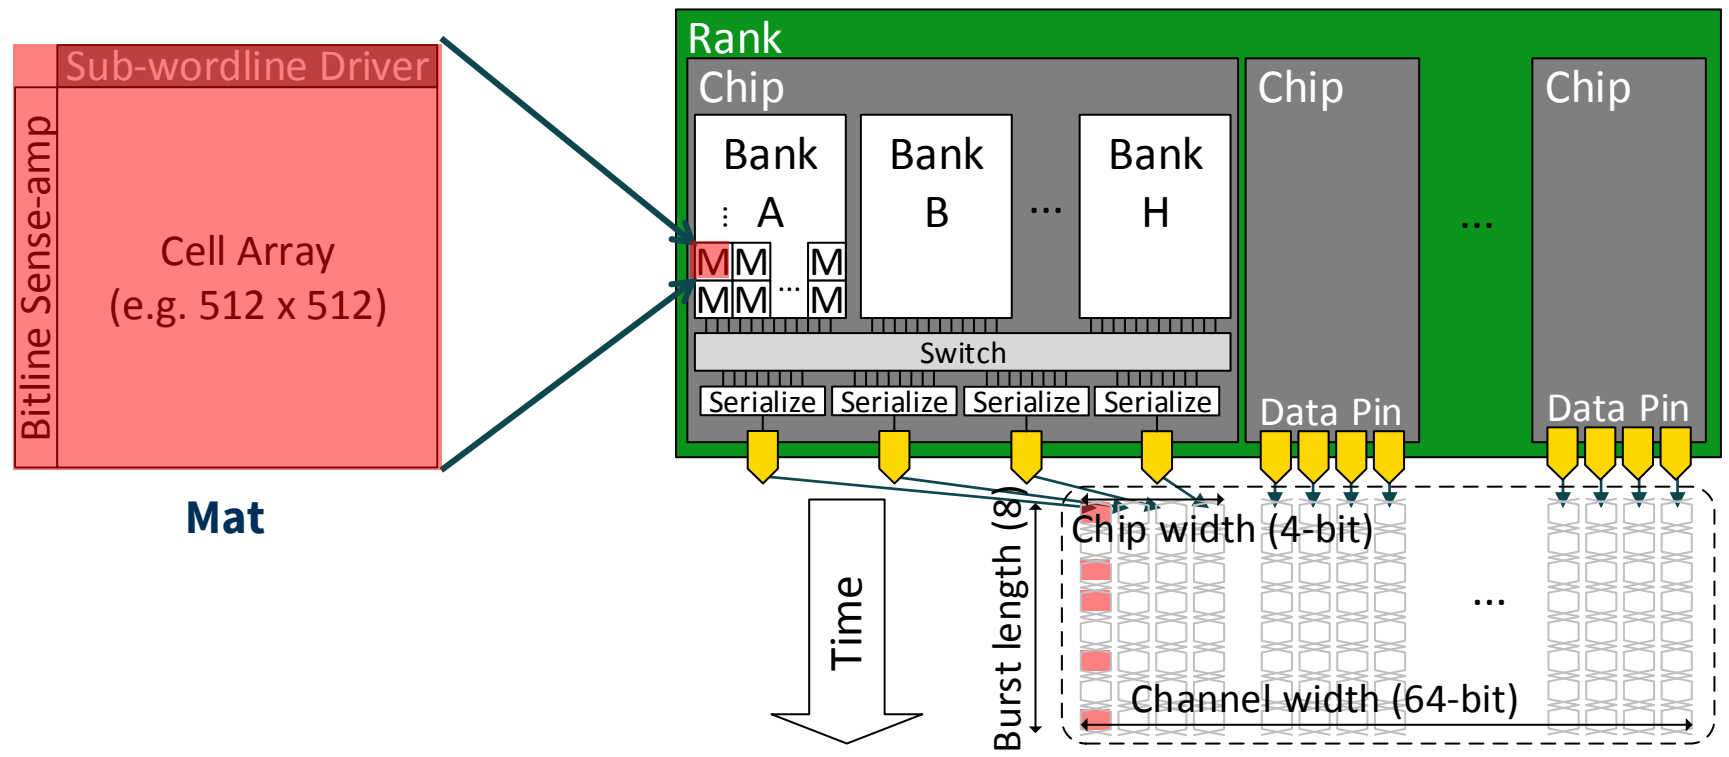 Sub-wordline Driver
Bitline Sense-amp
Cell Array
(e.g. 512 x 512)
Mat
Rank
Chip
Bank
A
...
M M ... M
M M M
Bank
B
...
Bank
H
Switch
Serialize Serialize Serialize Serialize
Chip
Data Pin
...
Chip
Data Pin
Time
Burst length (8)
Chip width (4-bit)
...
Channel width (64-bit)